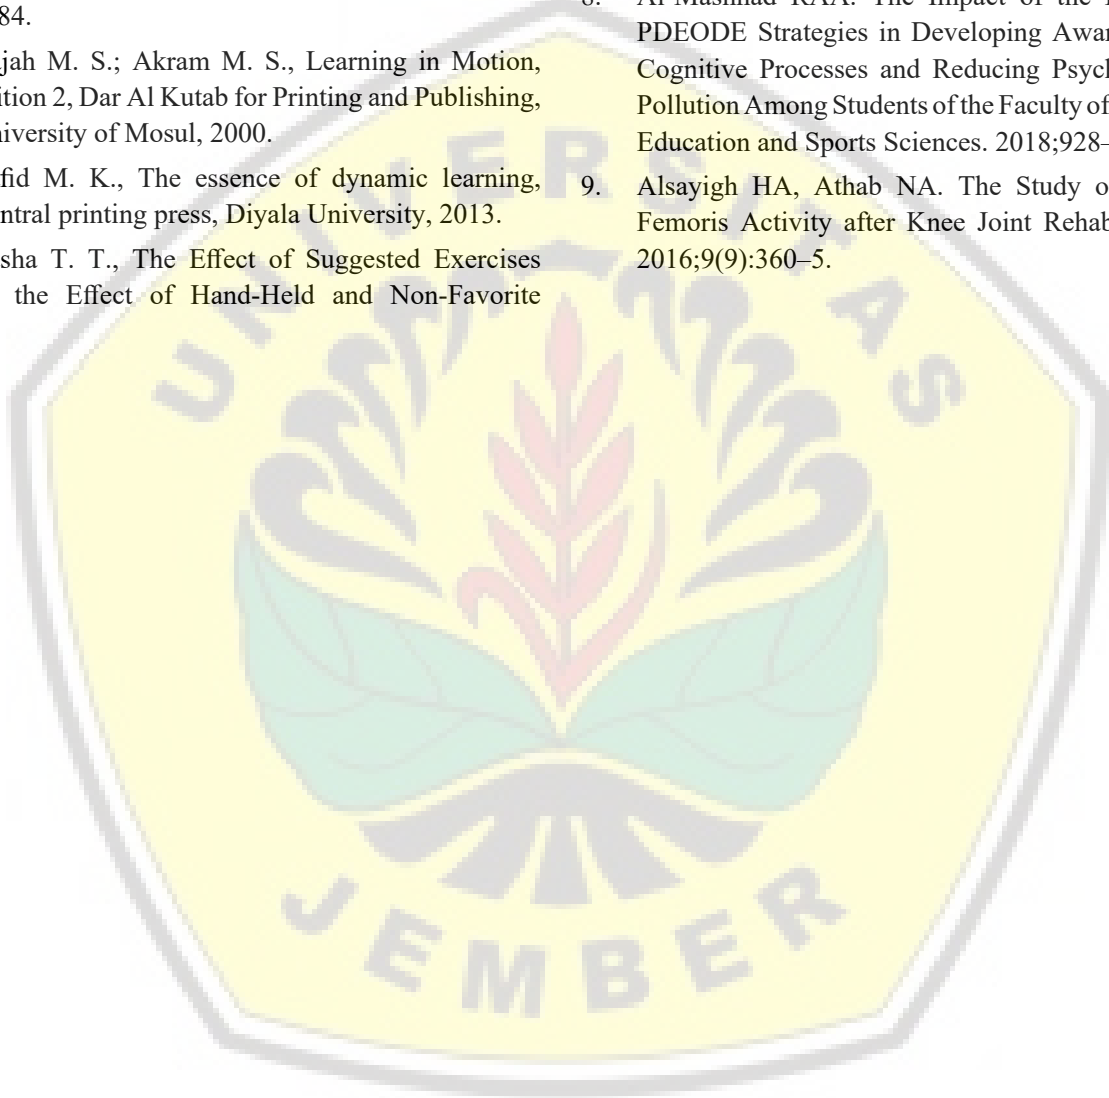 84.
jah M. S.; Akram M. S., Learning in Motion,
ition 2, Dar Al Kutab for Printing and Publishing,
iversity of Mosul, 2000.
fid M. K., The essence of dynamic learning,
ntral printing press, Diyala University, 2013.
sha T. T., The Effect of Suggested Exercises
the Effect of Hand-Held and Non-Favorite
8. Al-Mashhad RAA. The Impact of the
PDEODE Strategies in Developing Awar
Cognitive Processes and Reducing Psych
Pollution Among Students of the Faculty of
Education and Sports Sciences. 2018;928–
9. Alsayigh HA, Athab NA. The Study o
Femoris Activity after Knee Joint Rehab
2016;9(9):360–5.
UNIVERSITAS
JEMBER